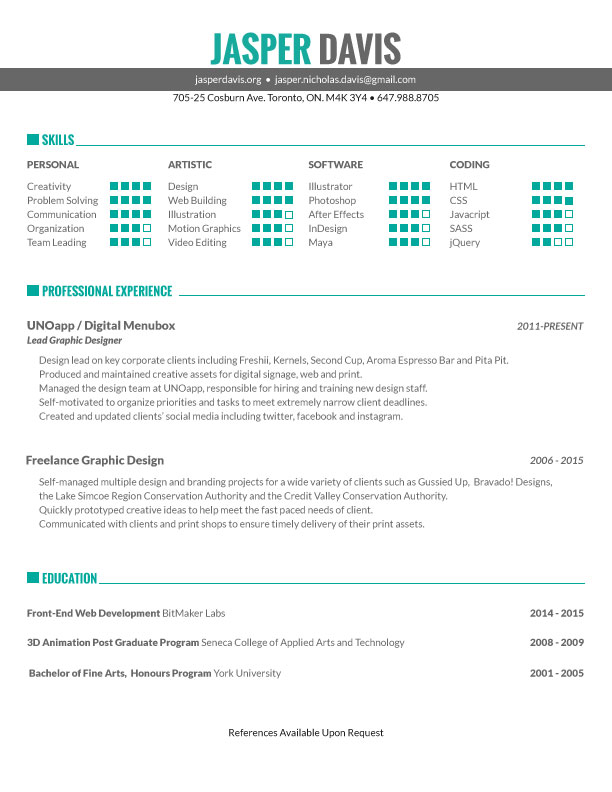 JASPER DAVIS
jasperdavis.org • jasper.nicholas.davis@gmail.com
705-25 Cosburn Ave. Toronto, ON. M4K 3Y4 • 647.988.8705
SKILLS
PERSONAL
Creativity
Problem Solving
Communication
Organization
Team Leading
ARTISTIC
Design
Web Building
Illustration
Motion Graphics
Video Editing
SOFTWARE
Illustrator
Photoshop
After Effects
InDesign
Maya
CODING
HTML
CSS
Javacript
SASS
jQuery
PROFESSIONAL EXPERIENCE
UNOapp / Digital Menubox 2011-PRESENT
Lead Graphic Designer
Design lead on key corporate clients including Freshii, Kernels, Second Cup, Aroma Espresso Bar and Pita Pit.
Produced and maintained creative assets for digital signage, web and print.
Managed the design team at UNOapp, responsible for hiring and training new design staff.
Self-motivated to organize priorities and tasks to meet extremely narrow client deadlines.
Created and updated clients' social media including twitter, facebook and instagram.
Freelance Graphic Design 2006 - 2015
Self-managed multiple design and branding projects for a wide variety of clients such as Gussied Up, Bravado! Designs,
the Lake Simcoe Region Conservation Authority and the Credit Valley Conservation Authority.
Quickly prototyped creative ideas to help meet the fast paced needs of client.
Communicated with clients and print shops to ensure timely delivery of their print assets.
EDUCATION
Front-End Web Development BitMaker Labs 2014 - 2015
3D Animation Post Graduate Program Seneca College of Applied Arts and Technology 2008 - 2009
Bachelor of Fine Arts, Honours Program York University 2001 - 2005
References Available Upon Request